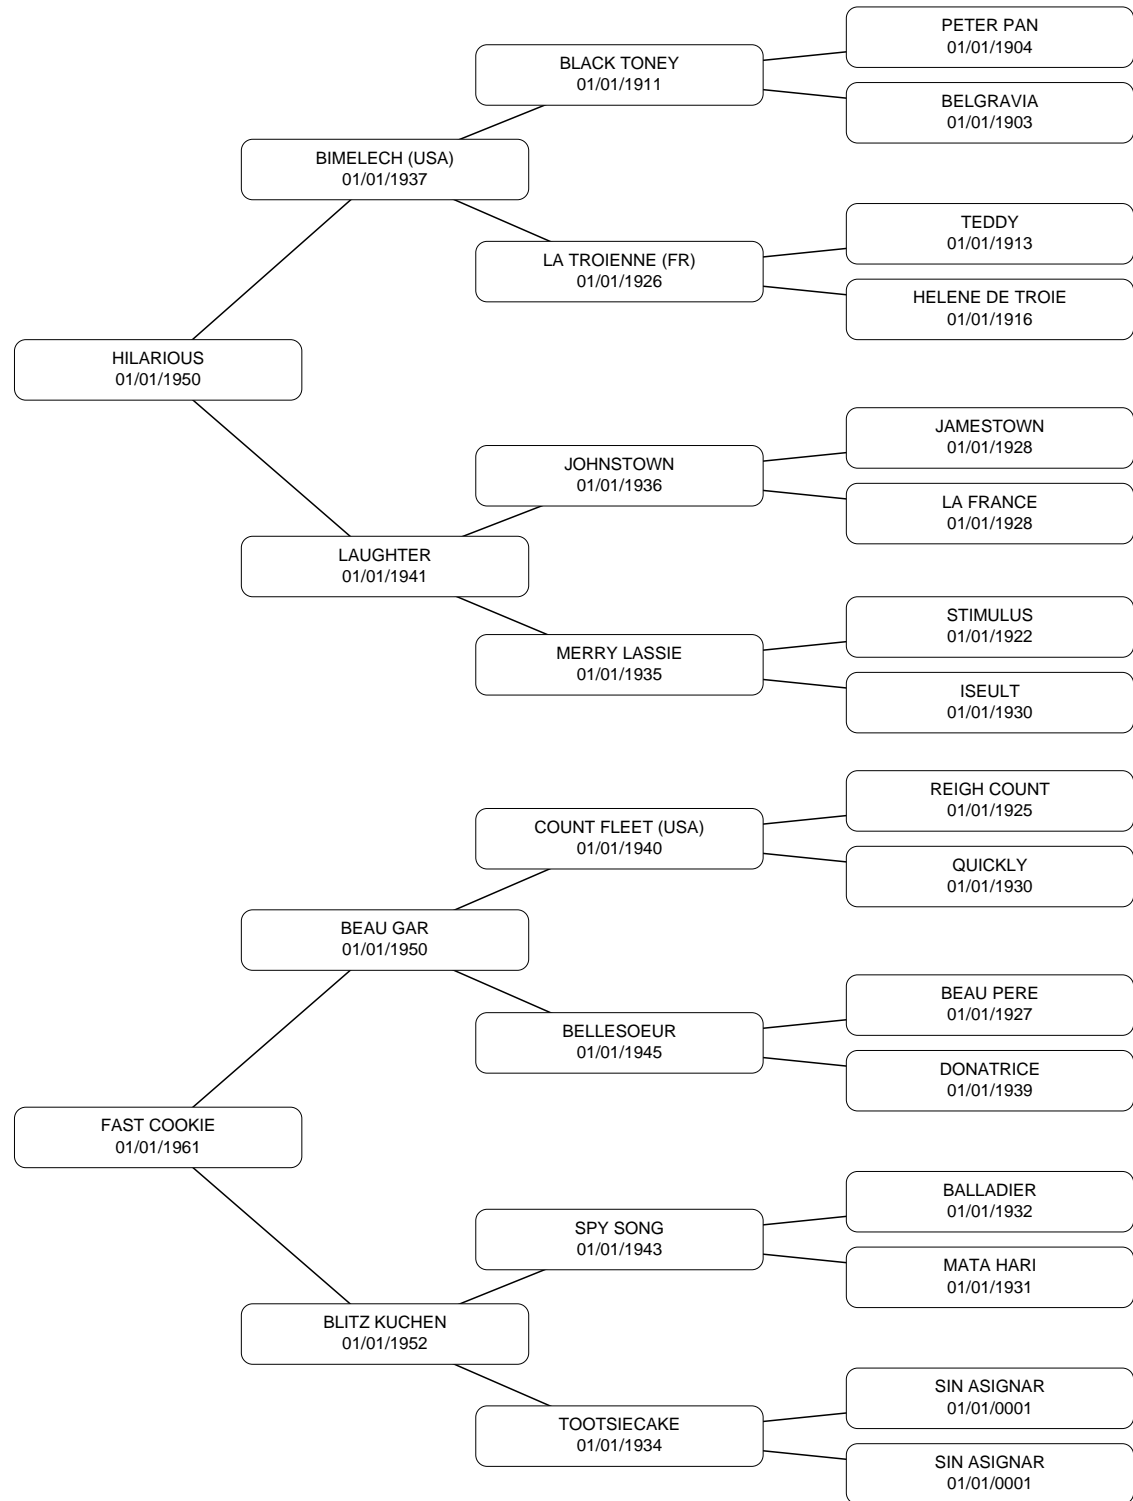 PETER PAN
01/01/1904
BLACK TONEY
01/01/1911
BELGRAVIA
01/01/1903
BIMELECH (USA)
01/01/1937
TEDDY
01/01/1913
LA TROIENNE (FR)
01/01/1926
HELENE DE TROIE
01/01/1916
HILARIOUS
01/01/1950
JAMESTOWN
01/01/1928
JOHNSTOWN
01/01/1936
LA FRANCE
01/01/1928
LAUGHTER
01/01/1941
STIMULUS
01/01/1922
MERRY LASSIE
01/01/1935
ISEULT
01/01/1930
REIGH COUNT
01/01/1925
COUNT FLEET (USA)
01/01/1940
QUICKLY
01/01/1930
BEAU GAR
01/01/1950
BEAU PERE
01/01/1927
BELLESOEUR
01/01/1945
DONATRICE
01/01/1939
FAST COOKIE
01/01/1961
BALLADIER
01/01/1932
SPY SONG
01/01/1943
MATA HARI
01/01/1931
BLITZ KUCHEN
01/01/1952
SIN ASIGNAR
01/01/0001
TOOTSIECAKE
01/01/1934
SIN ASIGNAR
01/01/0001